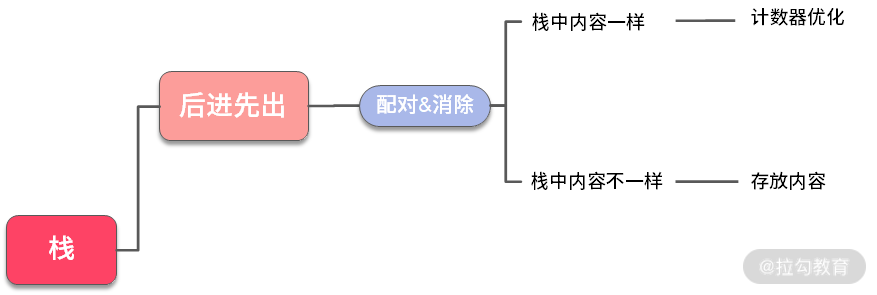 栈中内容一样
计数器优化
后进先出
配对&消除
栈中内容不一样
存放内容
栈
@拉勾教育